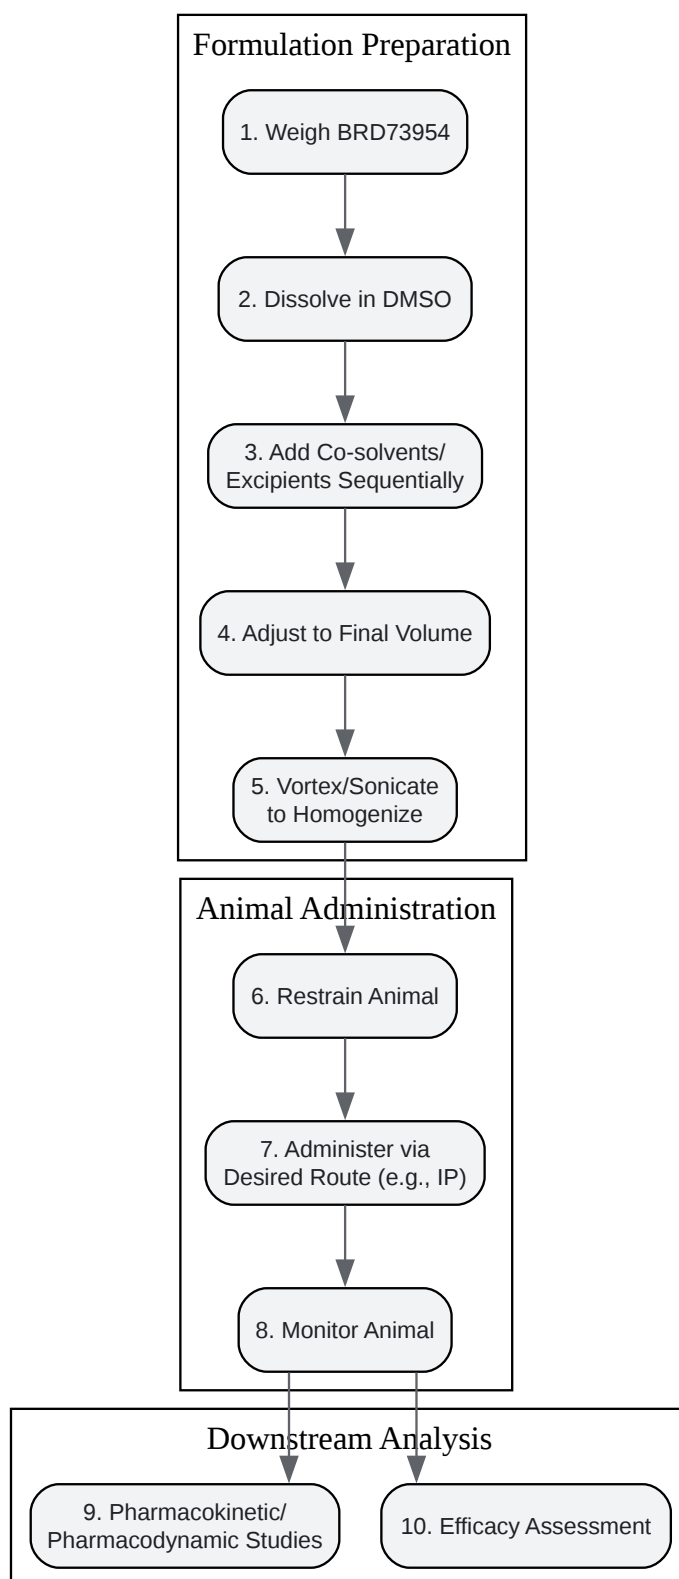 Formulation Preparation
1. Weigh BRD73954
2. Dissolve in DMSO
3. Add Co-solvents/
Excipients Sequentially
4. Adjust to Final Volume
5. Vortex/Sonicate
to Homogenize
Animal Administration
6. Restrain Animal
7. Administer via
Desired Route (e.g., IP)
8. Monitor Animal
Downstream Analysis
9. Pharmacokinetic/
Pharmacodynamic Studies
10. Efficacy Assessment